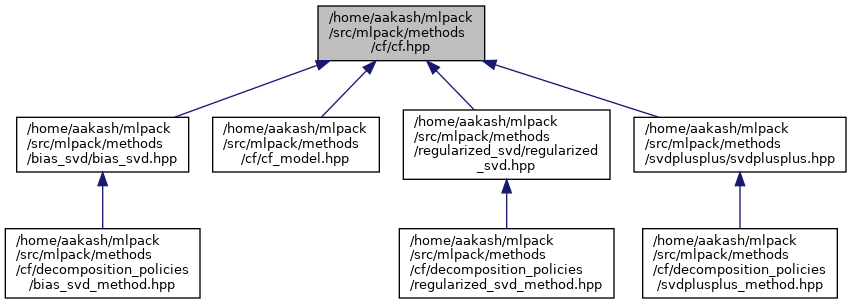 /home/aakash/mlpack
/src/mlpack/methods
/cf/cf.hpp
/home/aakash/mlpack
/src/mlpack/methods
/bias_svd/bias_svd.hpp
/home/aakash/mlpack
/src/mlpack/methods
/cf/cf_model.hpp
/home/aakash/mlpack
/src/mlpack/methods
/regularized_svd/regularized
_svd.hpp
/home/aakash/mlpack
/src/mlpack/methods
/svdplusplus/svdplusplus.hpp
/home/aakash/mlpack
/src/mlpack/methods
/cf/decomposition_policies
/bias_svd_method.hpp
/home/aakash/mlpack
/src/mlpack/methods
/cf/decomposition_policies
/regularized_svd_method.hpp
/home/aakash/mlpack
/src/mlpack/methods
/cf/decomposition_policies
/svdplusplus_method.hpp